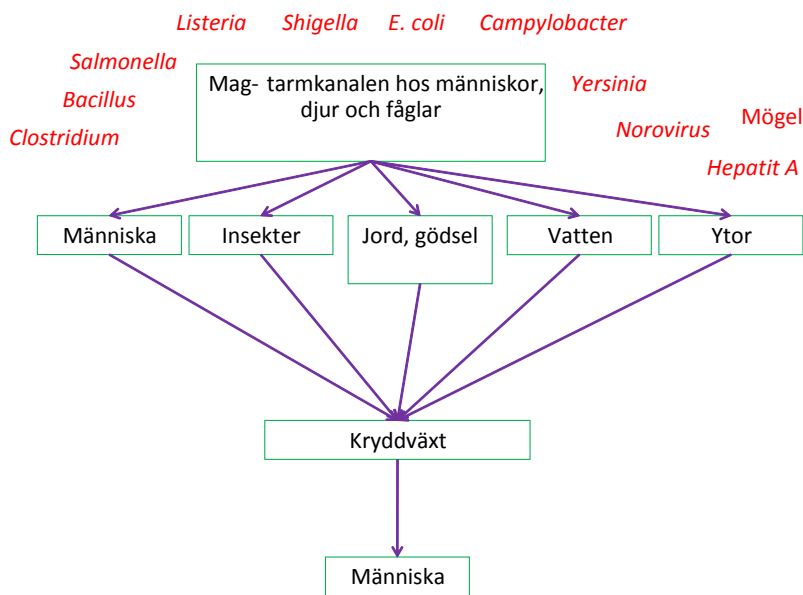 Listeria Shigella E. coli Campylobacter
Salmonella
Mag- tarmkanalen hos människor,
djur och fåglar
Yersinia
Bacillus
Clostridium
Norovirus
Mögel
Hepatit A
Människa
Insekter
Jord, gödsel
Vatten
Ytor
Kryddväxt
Människa